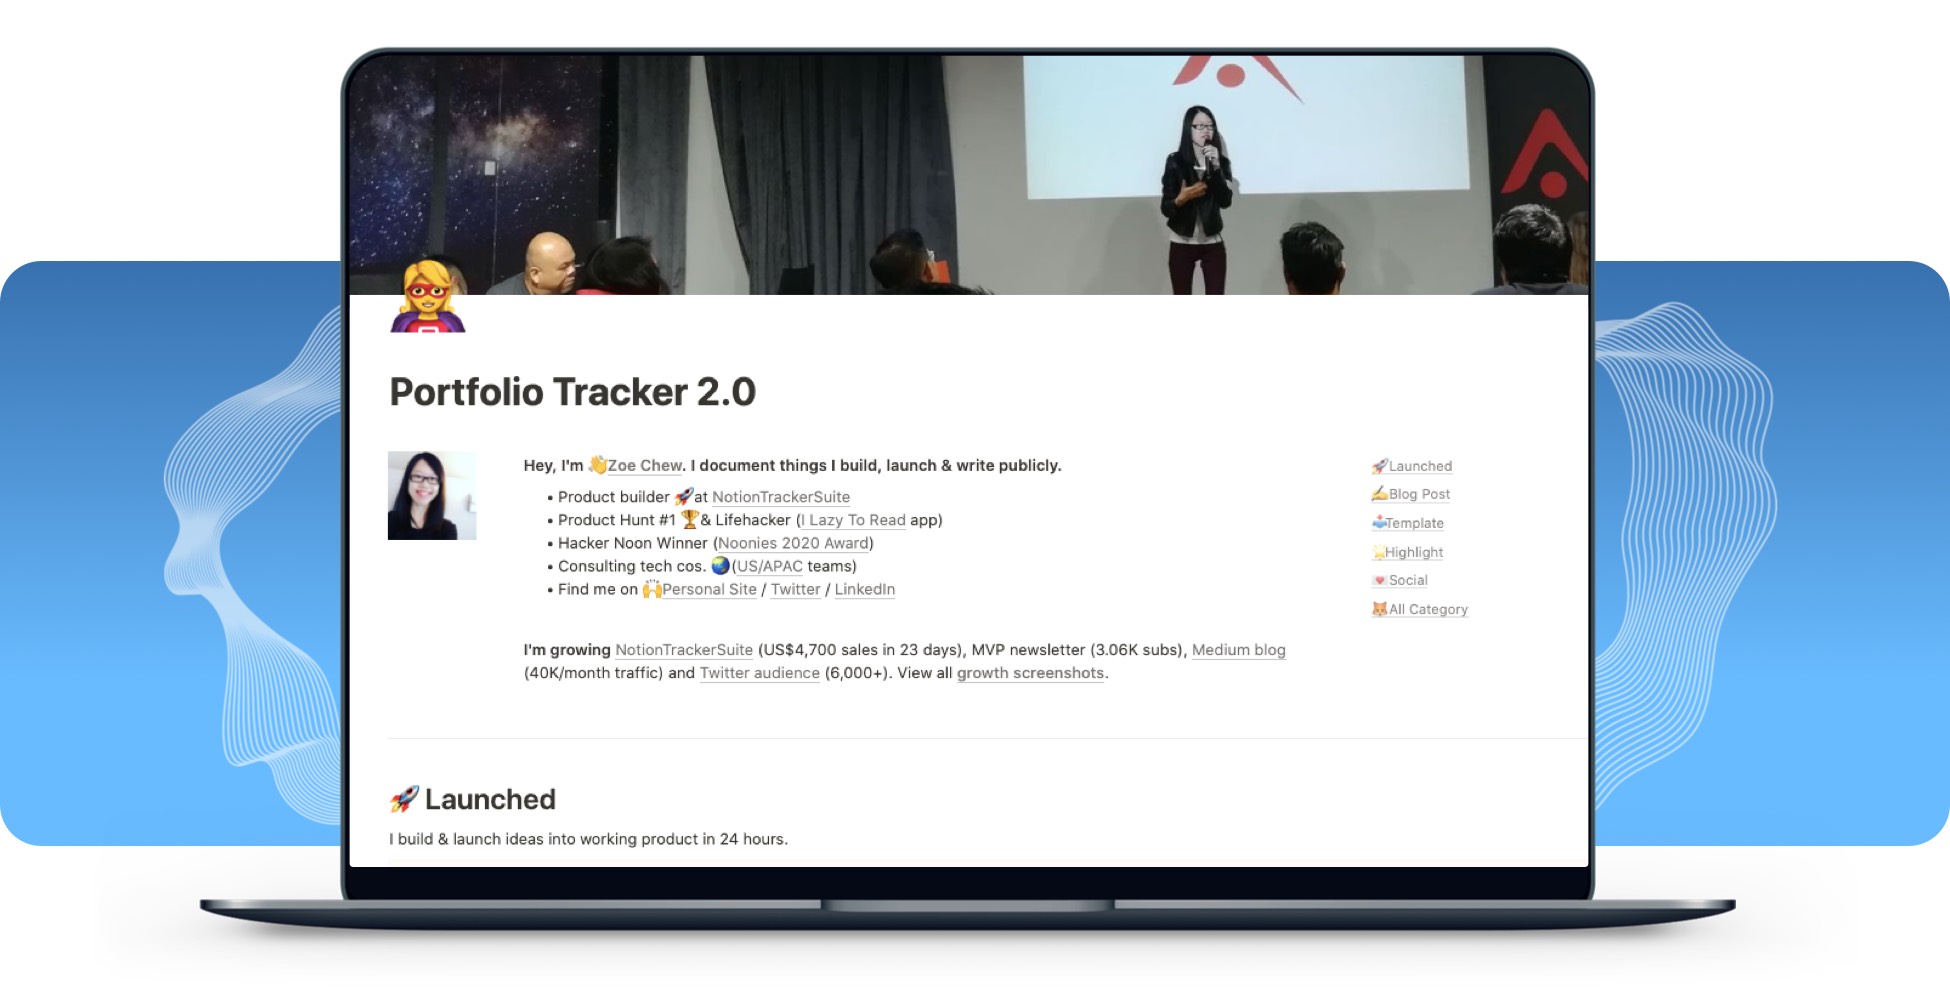 Portfolio Tracker 2.0
Hey, I'm 👋Zoe Chew. I document things I build, launch & write publicly.
• Product builder 🚀at NotionTrackerSuite
• Product Hunt #1 🏆& Lifehacker (I Lazy To Read app)
• Hacker Noon Winner (Noonies 2020 Award)
• Consulting tech cos. 🌏(US/APAC teams)
• Find me on 🙌Personal Site / Twitter / LinkedIn
I'm growing NotionTrackerSuite (US$4,700 sales in 23 days), MVP newsletter (3.06K subs), Medium blog
(40K/month traffic) and Twitter audience (6,000+). View all growth screenshots.
🚀Launched
✍️Blog Post
📥Template
🌟Highlight
💌Social
🦊All Category
🚀 Launched
I build & launch ideas into working product in 24 hours.